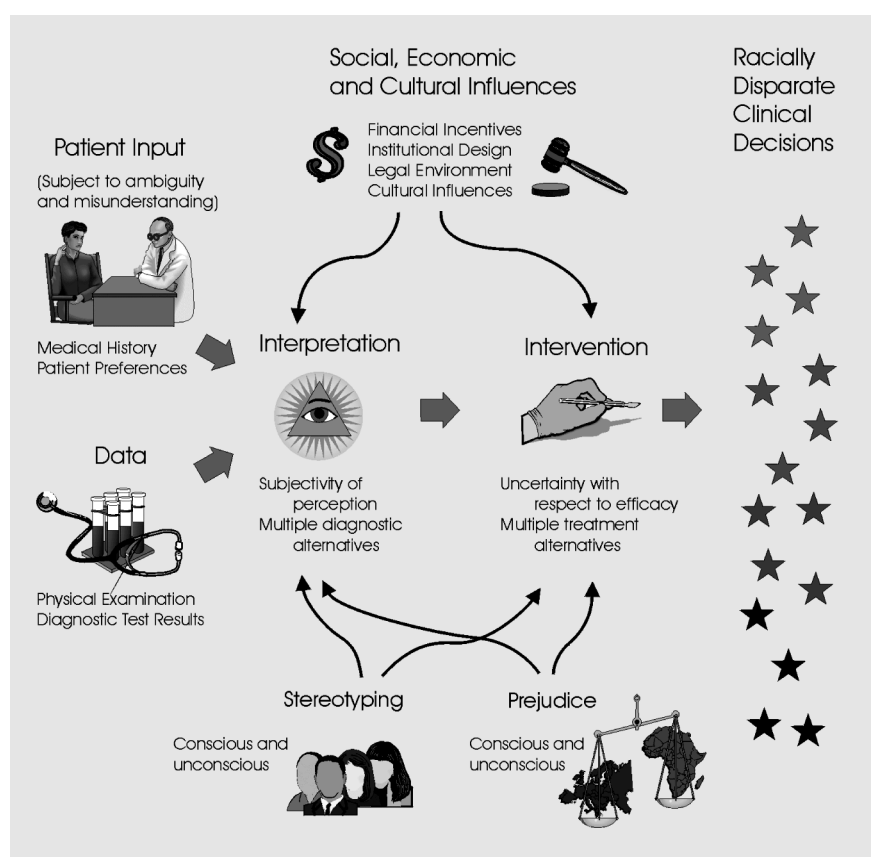 Social, Economic
and Cultural Influences
Financial Incentives
Institutional Design
Legal Environment
Cultural Influences
Racially
Disparate
Clinical
Decisions
Patient Input
(Subject to ambiguity
and misunderstanding)
Medical History
Patient Preferences
Interpretation
Subjectivity of
perception
Multiple diagnostic
alternatives
Intervention
Uncertainty with
respect to efficacy
Multiple treatment
alternatives
Data
Physical Examination
Diagnostic Test Results
Stereotyping
Conscious and
unconscious
Prejudice
Conscious and
unconscious